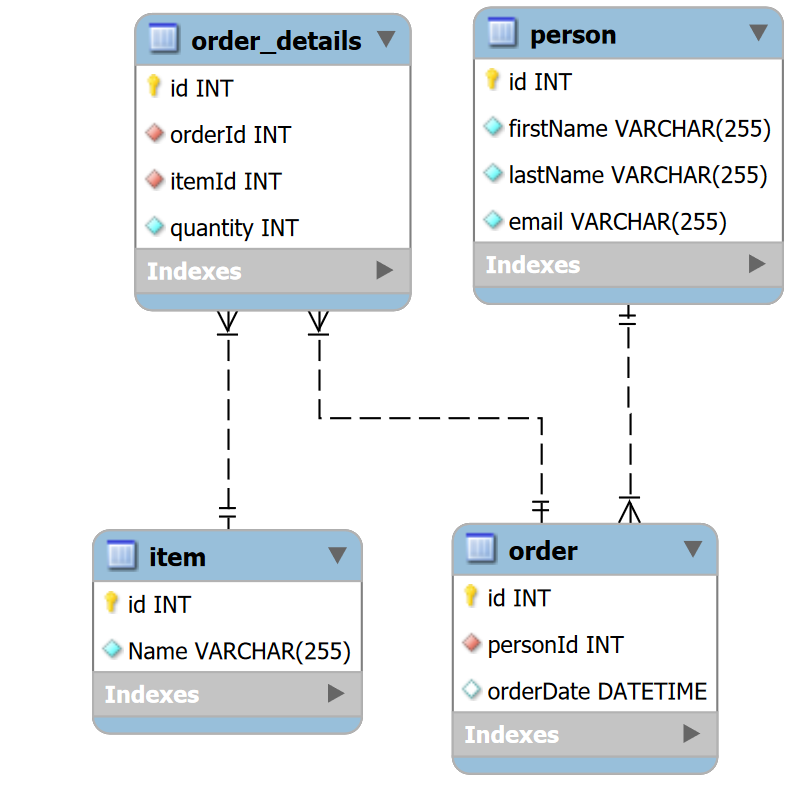 order_details
id INT
orderId INT
itemId INT
quantity INT
Indexes
person
id INT
firstName VARCHAR(255)
lastName VARCHAR(255)
email VARCHAR(255)
Indexes
item
id INT
Name VARCHAR(255)
Indexes
order
id INT
personId INT
orderDate DATETIME
Indexes